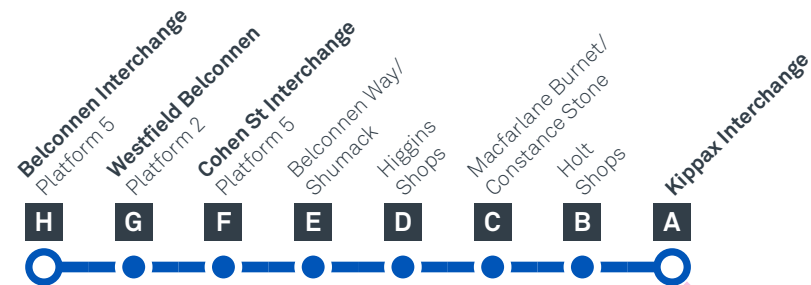 Belconnen Interchange
Platform 5
Westfield Belconnen
Platform 2
Cohen St Interchange
Platform 5
Belconnen Way/
Shumack
Higgins
Shops
Macfarlane Burnet/
Constance Stone
Holt
Shops
Kippax Interchange
H G F E D C B A